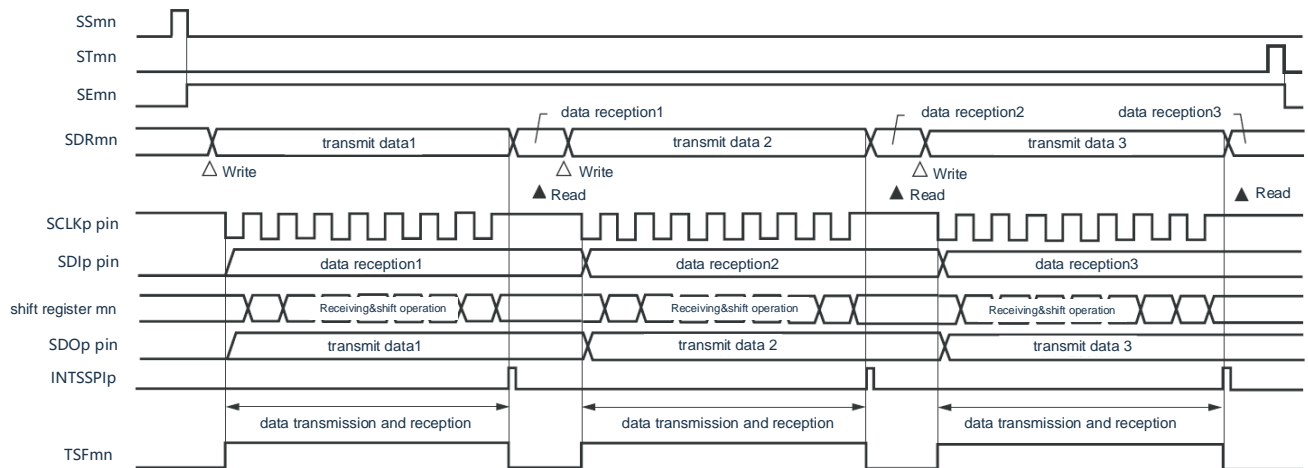 SSmn
STmn
SEmn
data reception1
data reception2
data reception3
SDRmn
transmit data1
transmit data 2
transmit data 3
△ Write
△ Write
△ Write
▲ Read
▲ Read
▲ Read
SCLKp pin
SDIp pin
data reception1
data reception2
data reception3
shift register mn
Receiving&shift operation
Receiving&shift operation
Receiving&shift operation
SDOp pin
transmit data1
transmit data 2
transmit data 3
INTSSPIp
data transmission and reception
data transmission and reception
data transmission and reception
TSFmn